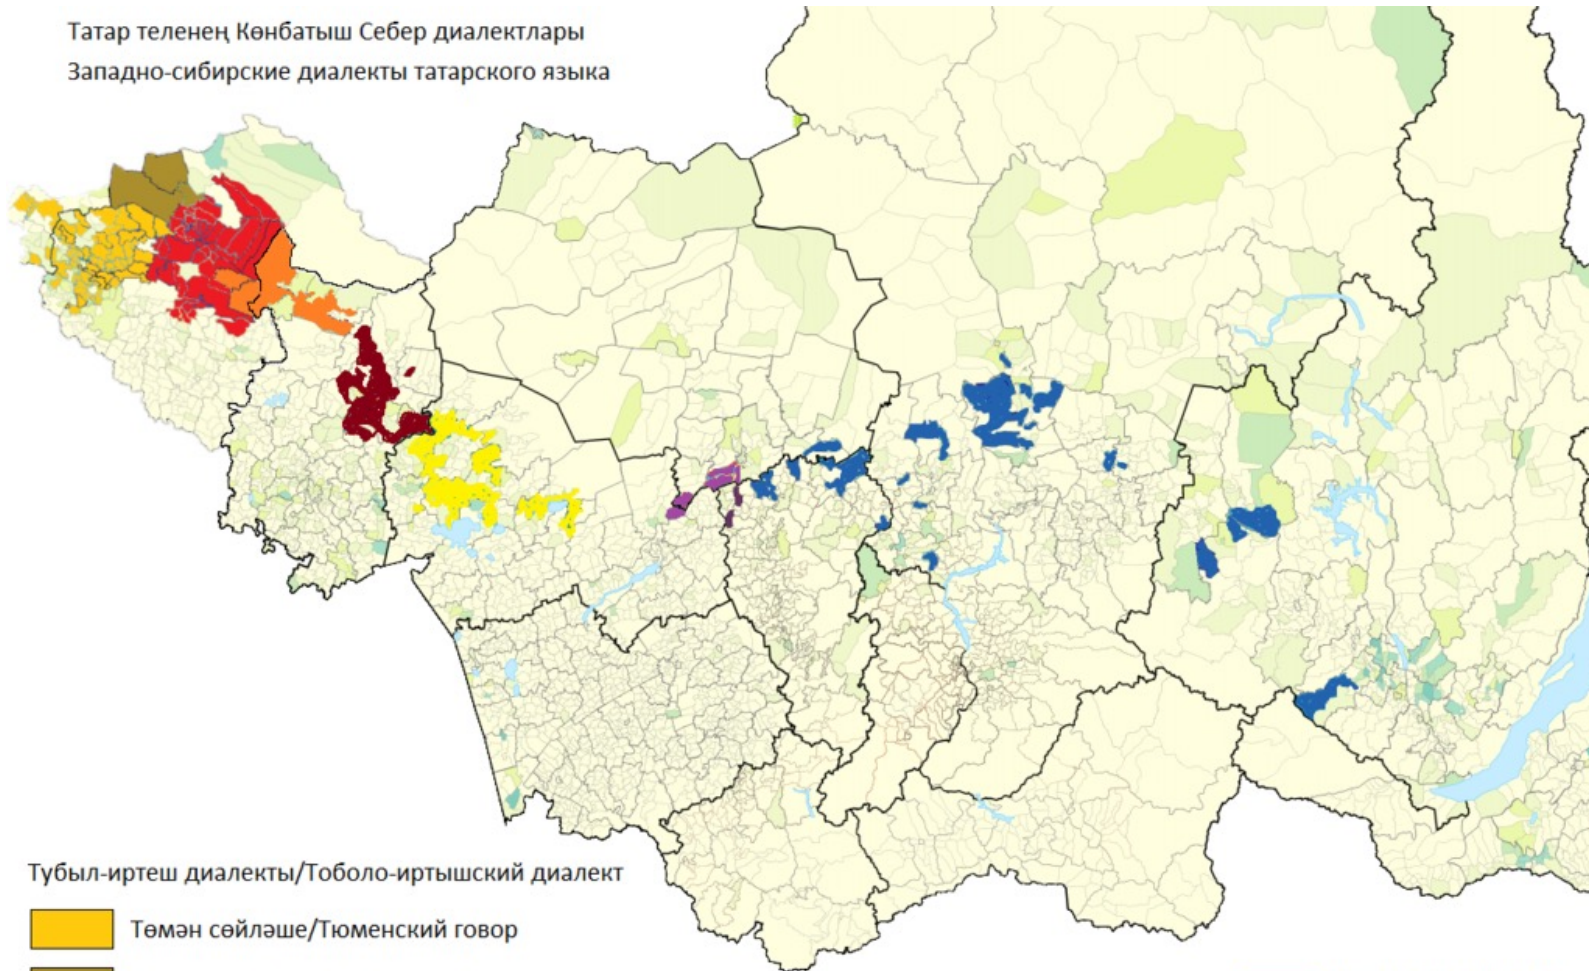 Татар теленең Көнбатыш Себер диалектлары
Западно-сибирские диалекты татарского языка
Тубыл-иртеш диалекты/Тоболо-иртышский диалект
Төмән сөйләше/Тюменский говор